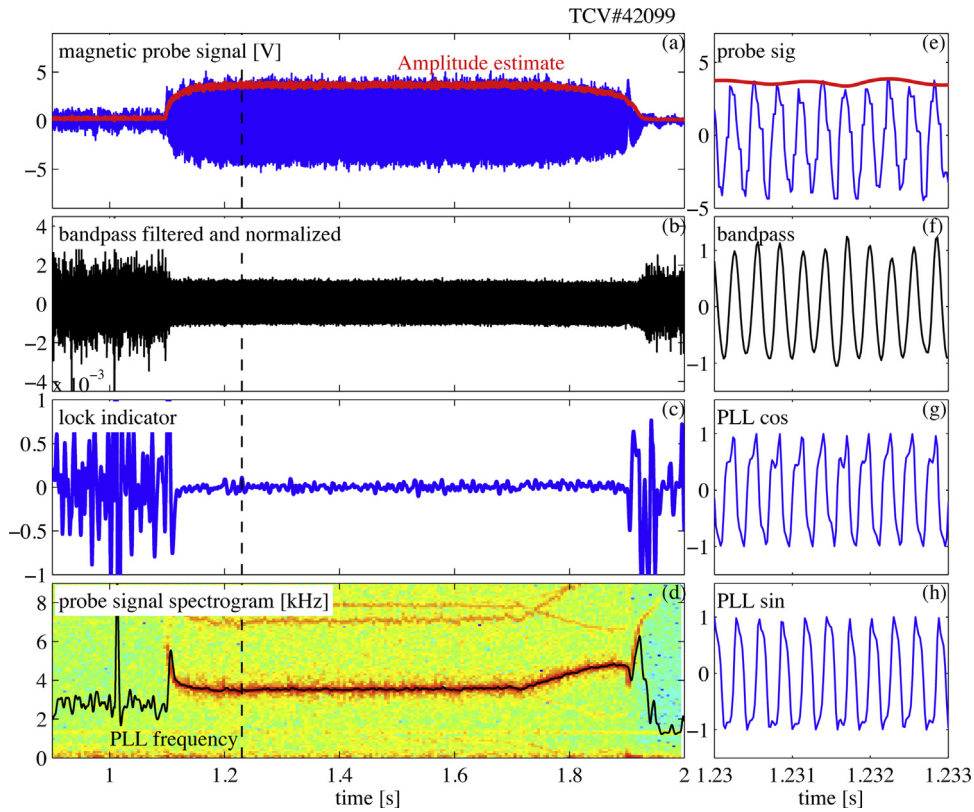 TCV#42099
magnetic probe signal [V]
Amplitude estimate
(a)
5
0
−5
probe sig
(e)
5
0
−5
bandpass filtered and normalized
(b)
4
2
0
−2
−4
bandpass
(f)
1
0
−1
x 10⁻³
lock indicator
(c)
1
0.5
0
−0.5
−1
PLL cos
(g)
1
0
−1
probe signal spectrogram [kHz]
(d)
8
6
4
2
0
PLL frequency
PLL sin
(h)
1
0
−1
1 1.2 1.4 1.6 1.8 2
time [s]
1.23 1.231 1.232 1.233
time [s]